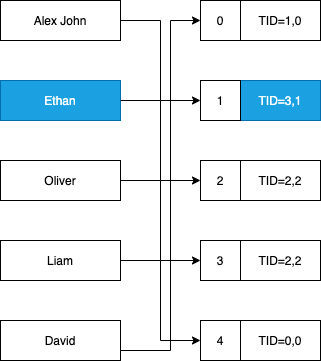 Alex John 0 TID=1,0
Ethan 1 TID=3,1
Oliver 2 TID=2,2
Liam 3 TID=2,2
David 4 TID=0,0